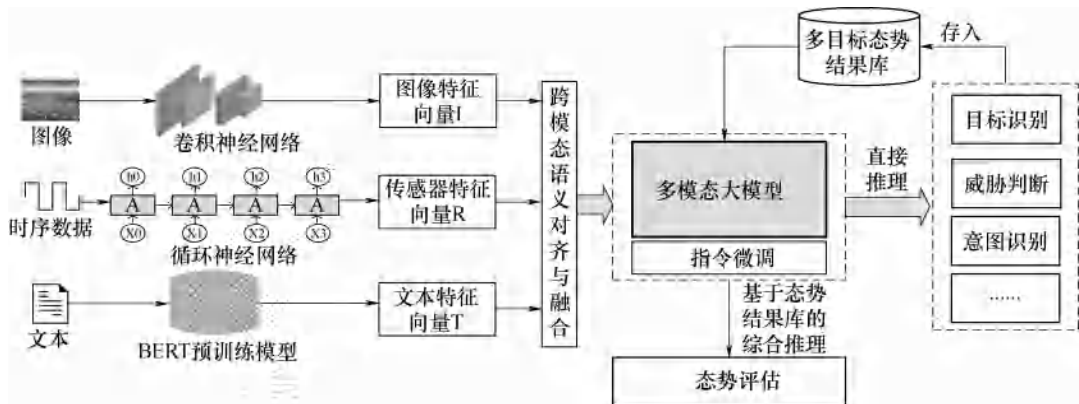 多目标态势
结果库
存入
图像
卷积神经网络
图像特征
向量I
跨模态语义对齐与融合
目标识别
多模态大模型
直接
推理
威胁判断
h0 h1 h2 h3
A A A A
X0 X1 X2 X3
时序数据
循环神经网络
传感器特征
向量R
指令微调
意图识别
......
文本
BERT预训练模型
文本特征
向量T
基于态势
结果库的
综合推理
态势评估